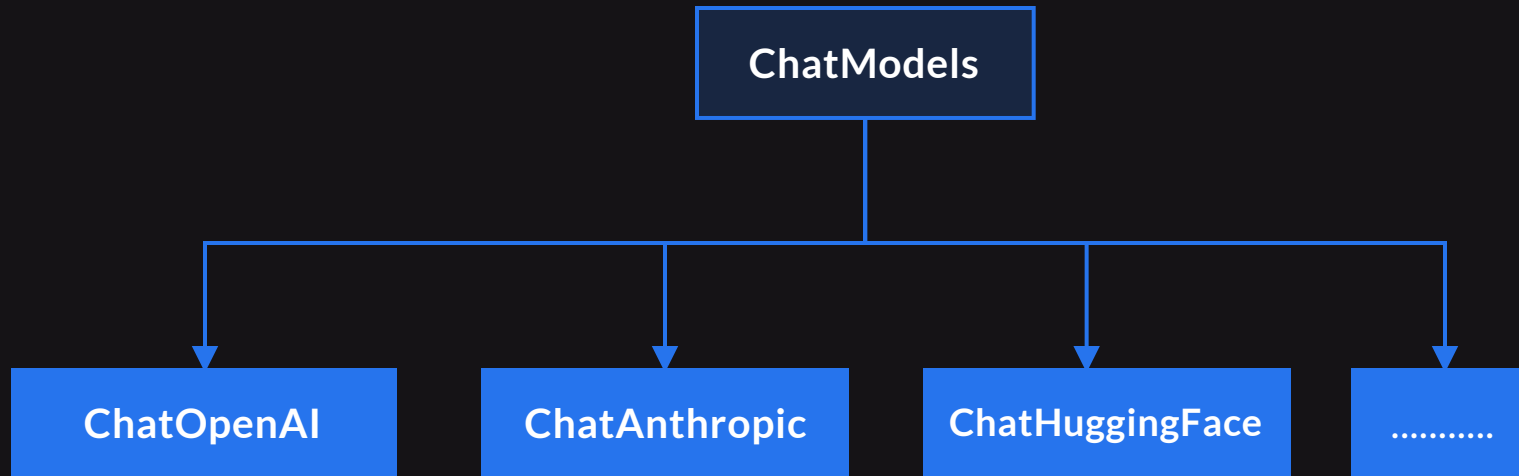 ChatModels
ChatOpenAI
ChatAnthropic
ChatHuggingFace
...........